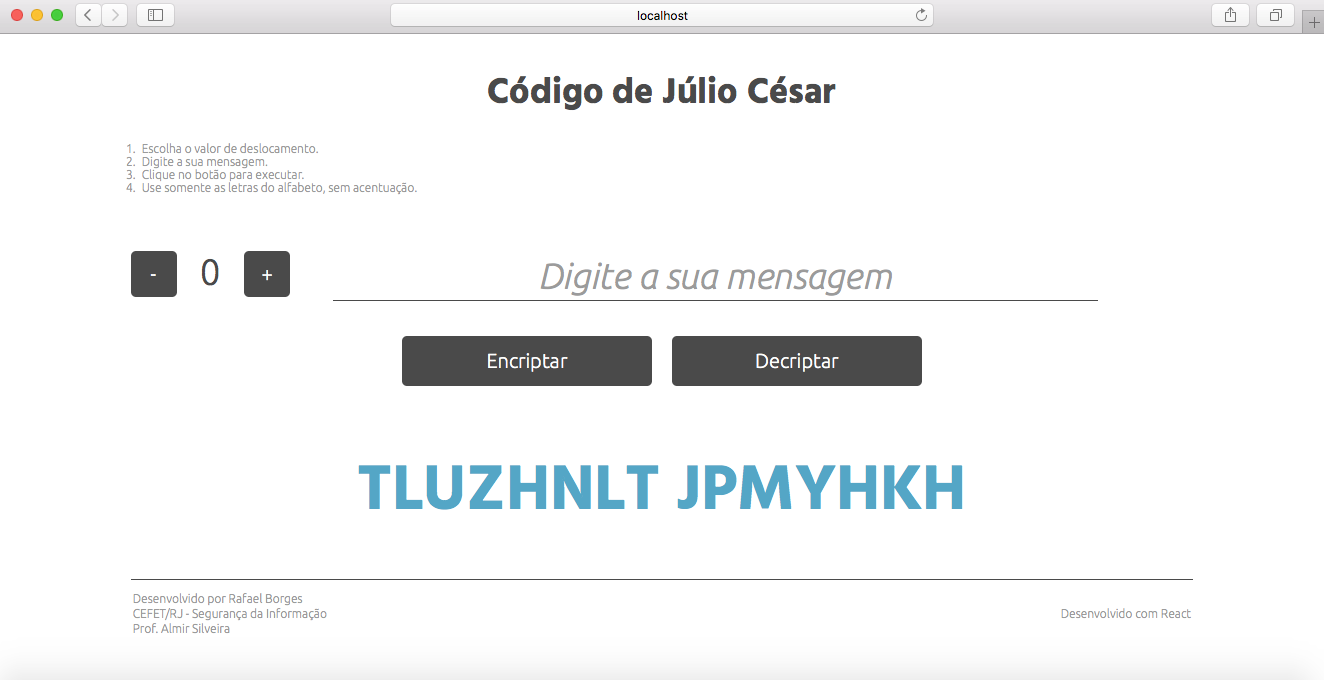 localhost
Código de Júlio César
1. Escolha o valor de deslocamento.
2. Digite a sua mensagem.
3. Clique no botão para executar.
4. Use somente as letras do alfabeto, sem acentuação.
- 0 + Digite a sua mensagem
Encriptar Decriptar
TLUZHNLT JPMYHKH
Desenvolvido por Rafael Borges
CEFET/RJ - Segurança da Informação Desenvolvido com React
Prof. Almir Silveira